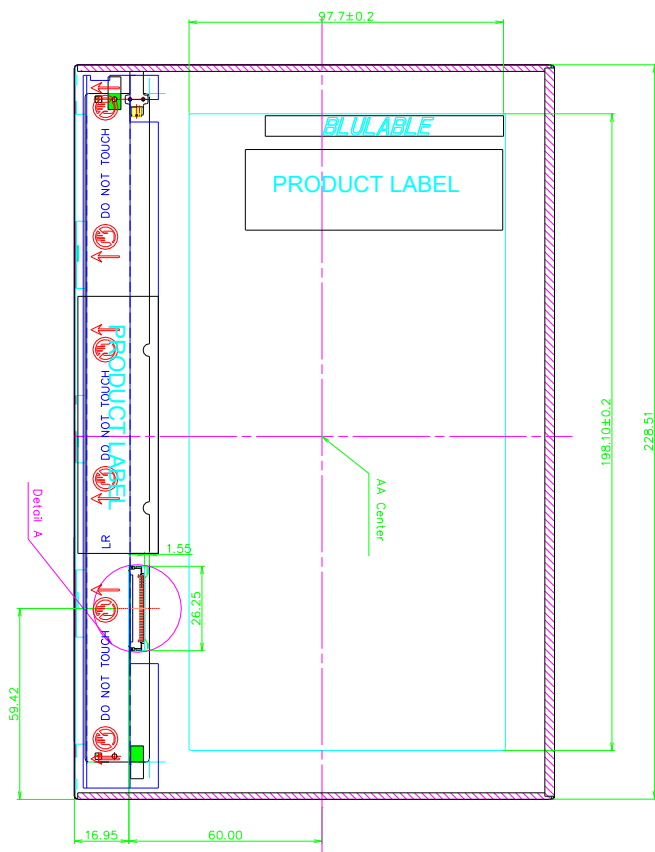 97.7±0.2
BLULABLE
PRODUCT LABEL
DO NOT TOUCH
DO NOT TOUCH
PRODUCT LABEL
198.10±0.2
228.51
AA Center
Detail A
LR
1.55
26.25
DO NOT TOUCH
59.42
16.95
60.00